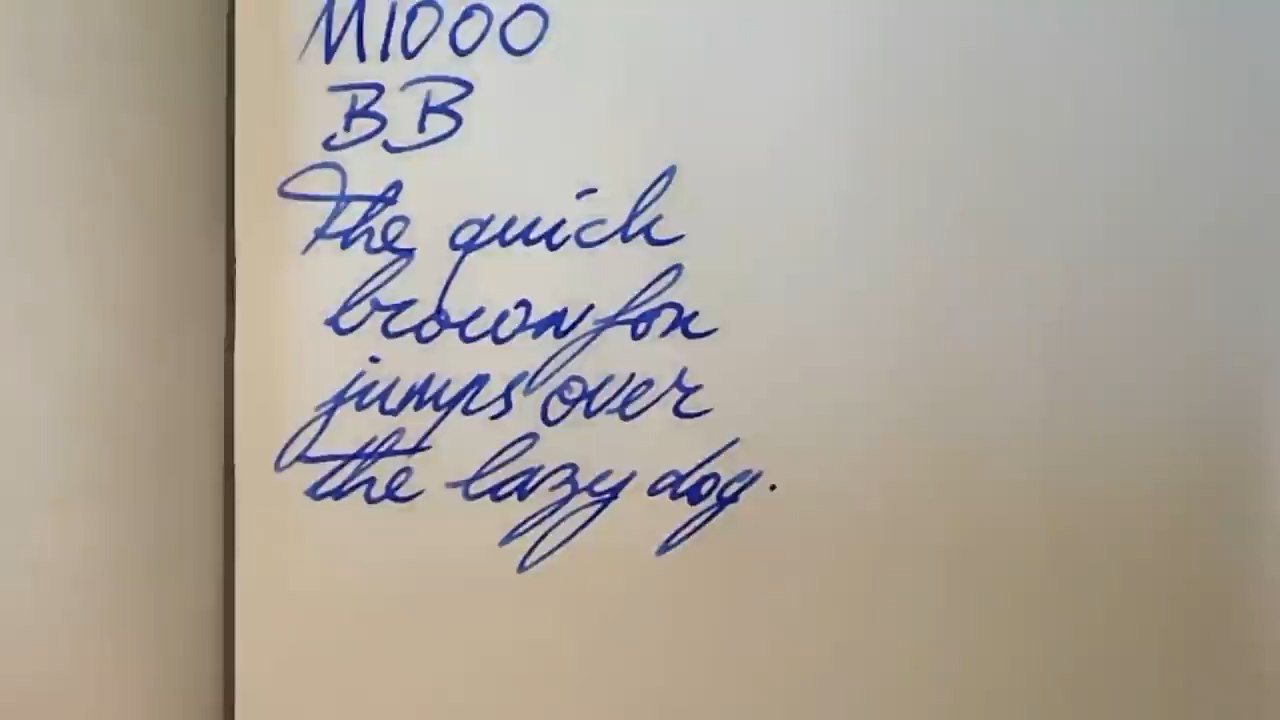 M1000
BB
The quick
brown fox
jumps over
the lazy dog.